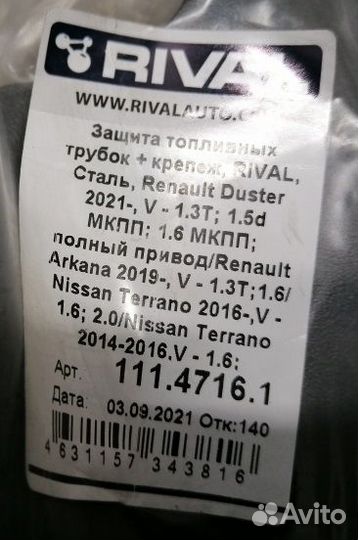 RIVAL
WWW.RIVALAUTO.C
Защита топливных
трубок + крепеж, RIVAL,
Сталь, Renault Duster
2021-, V - 1.3T; 1.5d
МКПП; 1.6 МКПП;
полный привод/Renault
Arkana 2019-, V - 1.3T;1.6/
Nissan Terrano 2016-,V -
1.6; 2.0/Nissan Terrano
2014-2016.V - 1.6;
Арт. 111.4716.1
Дата: 03.09.2021 Отк:140
4631157 343816
Avito